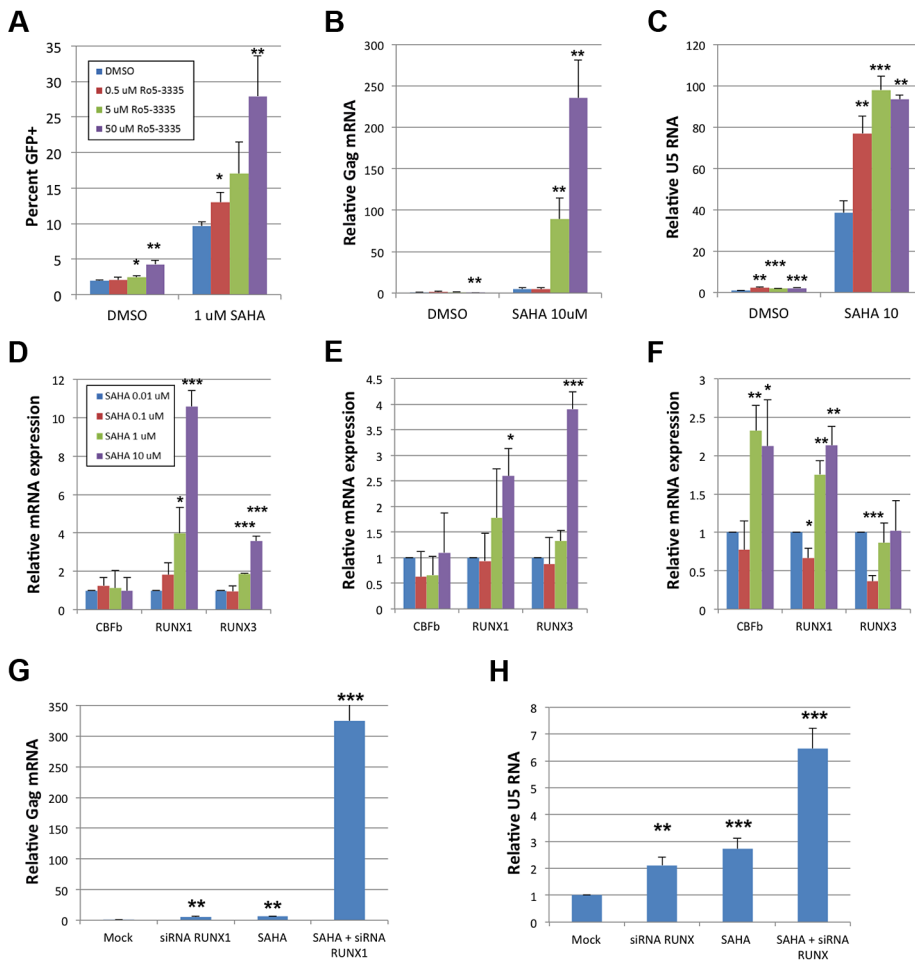 A
Percent GFP+
35
30
25
20
15
10
5
0
DMSO
0.5 uM Ro5-3335
5 uM Ro5-3335
50 uM Ro5-3335
*
**
*
**
DMSO
1 uM SAHA
B
Relative Gag mRNA
300
250
200
150
100
50
0
**
**
**
DMSO
SAHA 10uM
C
Relative U5 RNA
120
100
80
60
40
20
0
**
***
***
**
***
**
DMSO
SAHA 10
D
Relative mRNA expression
12
10
8
6
4
2
0
SAHA 0.01 uM
SAHA 0.1 uM
SAHA 1 uM
SAHA 10 uM
*
***
***
***
CBFb
RUNX1
RUNX3
E
Relative mRNA expression
4.5
4
3.5
3
2.5
2
1.5
1
0.5
0
*
***
CBFb
RUNX1
RUNX3
F
Relative mRNA expression
3
2.5
2
1.5
1
0.5
0
**
*
*
**
**
***
CBFb
RUNX1
RUNX3
G
Relative Gag mRNA
350
300
250
200
150
100
50
0
**
**
***
Mock
siRNA RUNX1
SAHA
SAHA + siRNA
RUNX1
H
Relative U5 RNA
8
7
6
5
4
3
2
1
0
**
***
***
Mock
siRNA RUNX
SAHA
SAHA + siRNA
RUNX